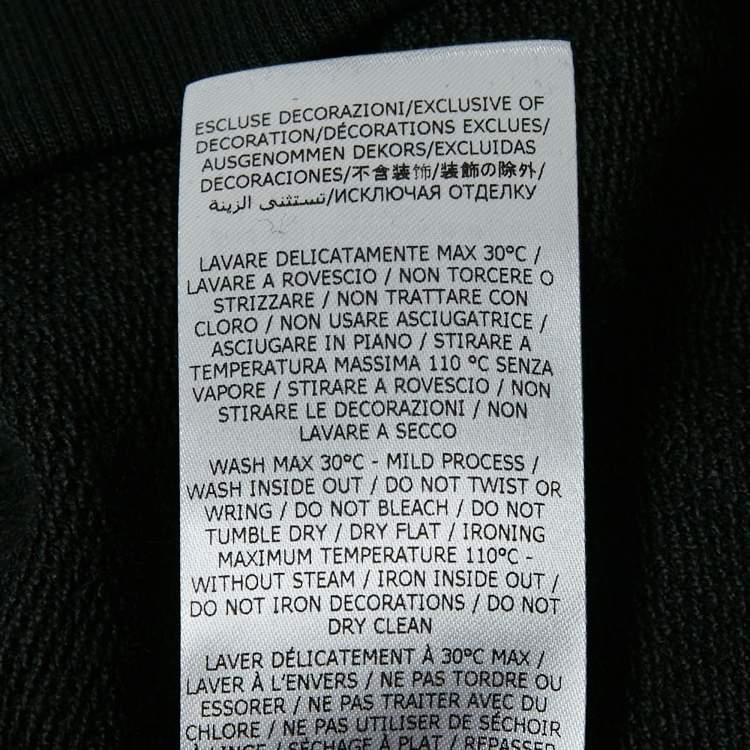 ESCLUSE DECORAZIONI/EXCLUSIVE OF
DECORATION/DÉCORATIONS EXCLUES/
AUSGENOMMEN DEKORS/EXCLUIDAS
DECORACIONES/不含装饰/装飾の除外/
تستثنى الزينة/ИСКЛЮЧАЯ ОТДЕЛКУ
LAVARE DELICATAMENTE MAX 30°C /
LAVARE A ROVESCIO / NON TORCERE O
STRIZZARE / NON TRATTARE CON
CLORO / NON USARE ASCIUGATRICE /
ASCIUGARE IN PIANO / STIRARE A
TEMPERATURA MASSIMA 110 °C SENZA
VAPORE / STIRARE A ROVESCIO / NON
STIRARE LE DECORAZIONI / NON
LAVARE A SECCO
WASH MAX 30°C - MILD PROCESS /
WASH INSIDE OUT / DO NOT TWIST OR
WRING / DO NOT BLEACH / DO NOT
TUMBLE DRY / DRY FLAT / IRONING
MAXIMUM TEMPERATURE 110°C -
WITHOUT STEAM / IRON INSIDE OUT /
DO NOT IRON DECORATIONS / DO NOT
DRY CLEAN
LAVER DÉLICATEMENT À 30°C MAX /
LAVER À L'ENVERS / NE PAS TORDRE OU
ESSORER / NE PAS TRAITER AVEC DU
CHLORE / NE PAS UTILISER DE SÉCHOIR
À LINGE / SÉCHAGE À PLAT / REPASSER